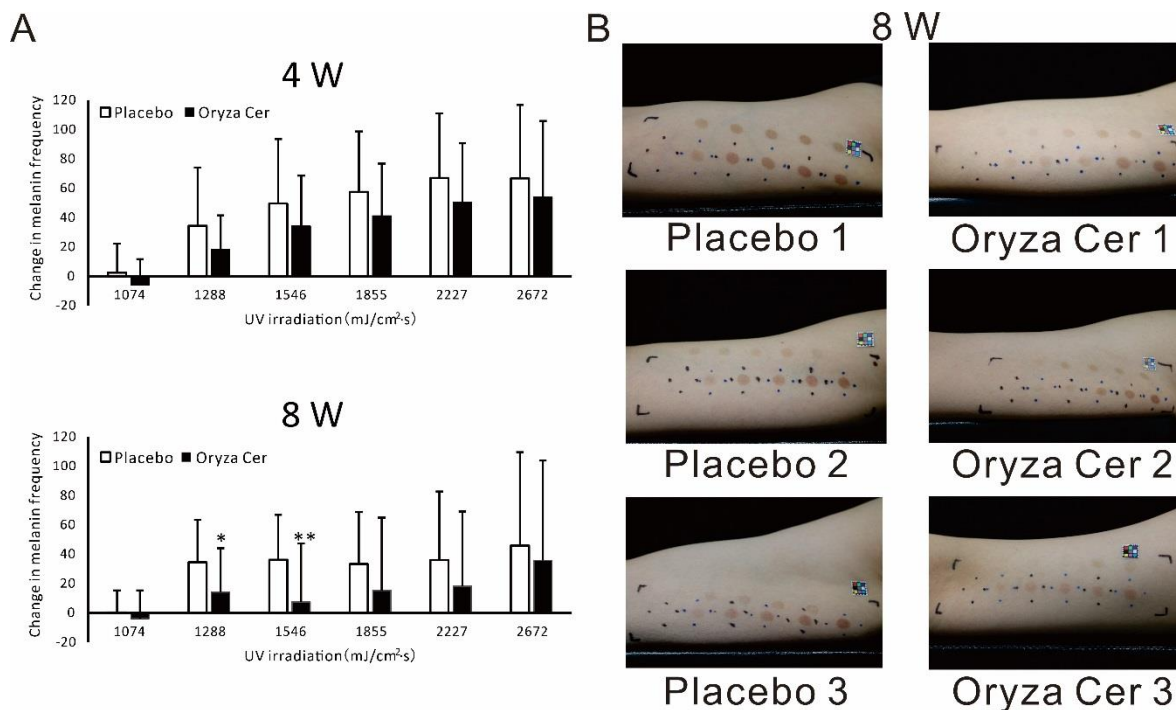 A
4 W
Change in melanin frequency
120
100
80
60
40
20
0
-20
Placebo Oryza Cer
1074 1288 1546 1855 2227 2672
UV irradiation(mJ/cm²·s)
8 W
Change in melanin frequency
120
100
80
60
40
20
0
-20
Placebo Oryza Cer
*
**
1074 1288 1546 1855 2227 2672
UV irradiation(mJ/cm²·s)
B
8 W
Placebo 1 Oryza Cer 1
Placebo 2 Oryza Cer 2
Placebo 3 Oryza Cer 3